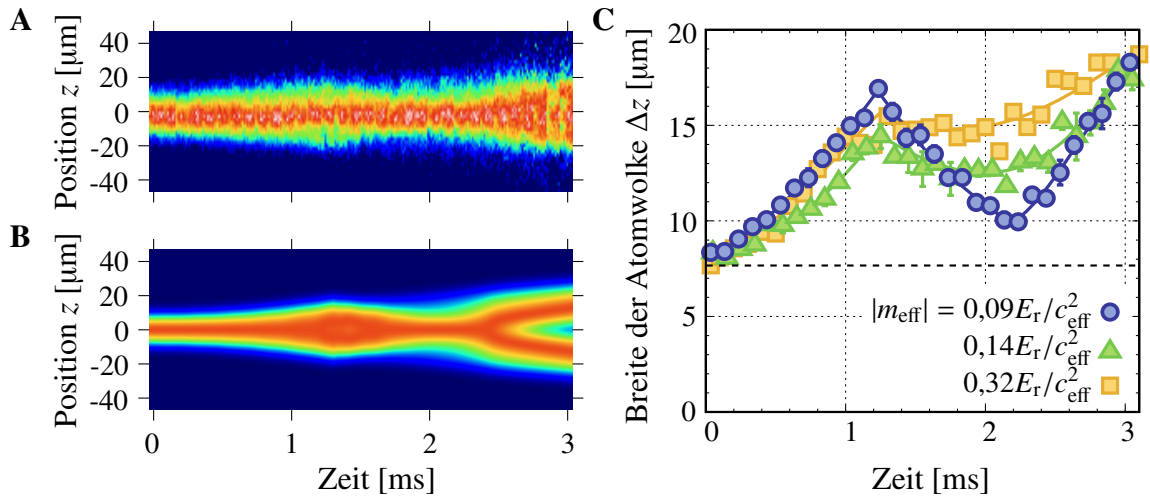 A
Position z [µm]
40
20
0
-20
-40
B
Position z [µm]
40
20
0
-20
-40
0
1
2
3
Zeit [ms]
C
Breite der Atomwolke Δz [µm]
20
15
10
5
0
|m_eff| = 0,09E_r/c²_eff
0,14E_r/c²_eff
0,32E_r/c²_eff
0
1
2
3
Zeit [ms]